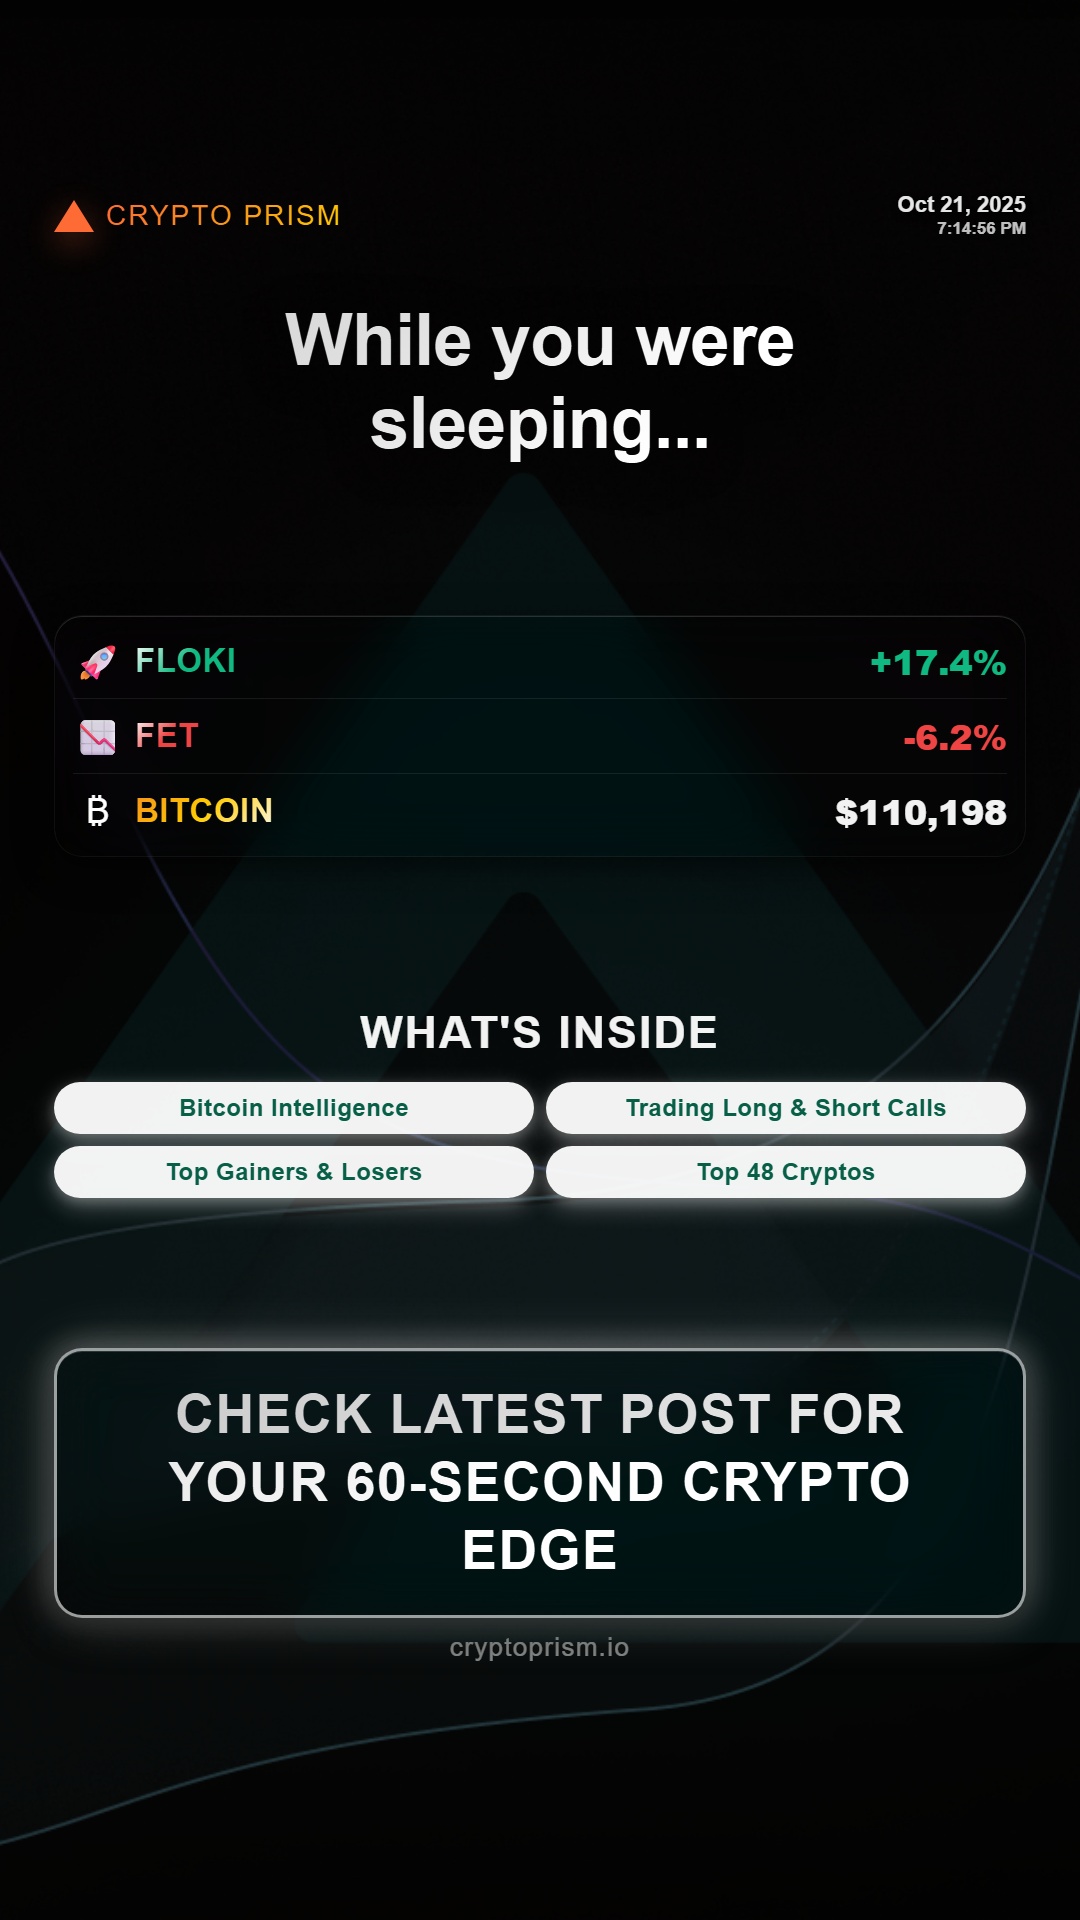 CRYPTO PRISM
Oct 21, 2025
7:14:56 PM
While you were
sleeping...
🚀 FLOKI +17.4%
📉 FET -6.2%
₿ BITCOIN $110,198
WHAT'S INSIDE
Bitcoin Intelligence
Trading Long & Short Calls
Top Gainers & Losers
Top 48 Cryptos
CHECK LATEST POST FOR
YOUR 60-SECOND CRYPTO
EDGE
cryptoprism.io